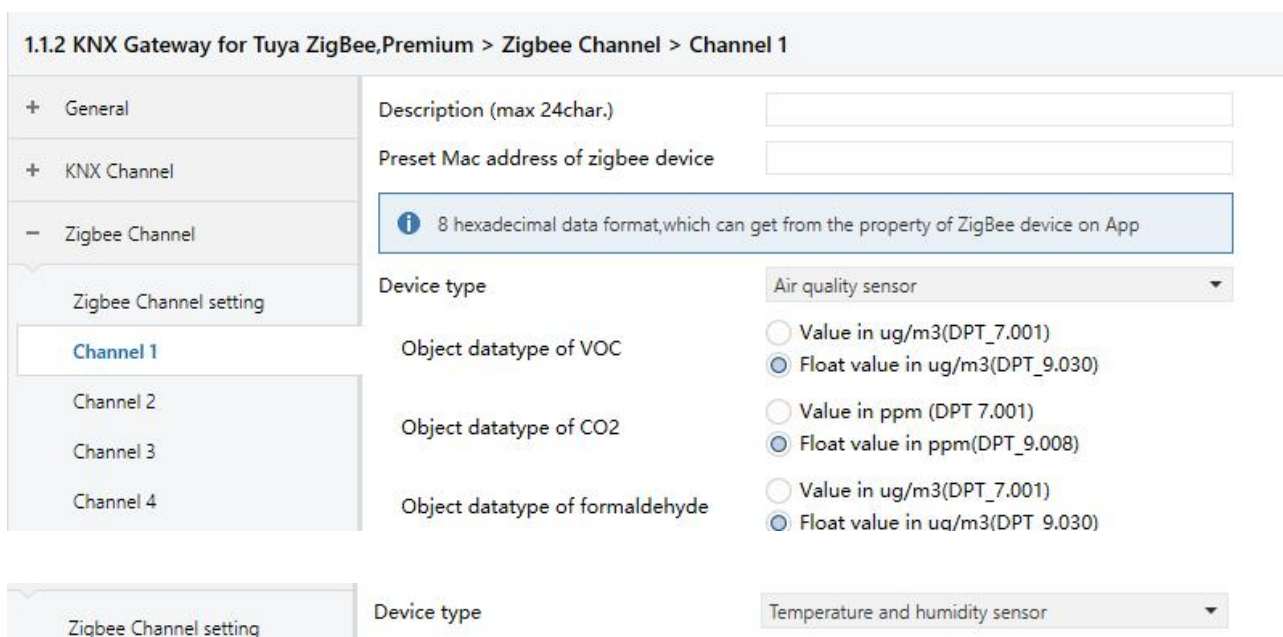 1.1.2 KNX Gateway for Tuya ZigBee,Premium > Zigbee Channel > Channel 1
+ General
Description (max 24char.)
Preset Mac address of zigbee device
+ KNX Channel
8 hexadecimal data format,which can get from the property of ZigBee device on App
− Zigbee Channel
Device type Air quality sensor
Zigbee Channel setting
Object datatype of VOC
Value in ug/m3(DPT_7.001)
Float value in ug/m3(DPT_9.030)
Channel 1
Channel 2
Object datatype of CO2
Value in ppm (DPT 7.001)
Float value in ppm(DPT_9.008)
Channel 3
Channel 4
Object datatype of formaldehyde
Value in ug/m3(DPT_7.001)
Float value in ug/m3(DPT_9.030)
Device type Temperature and humidity sensor
Zigbee Channel setting